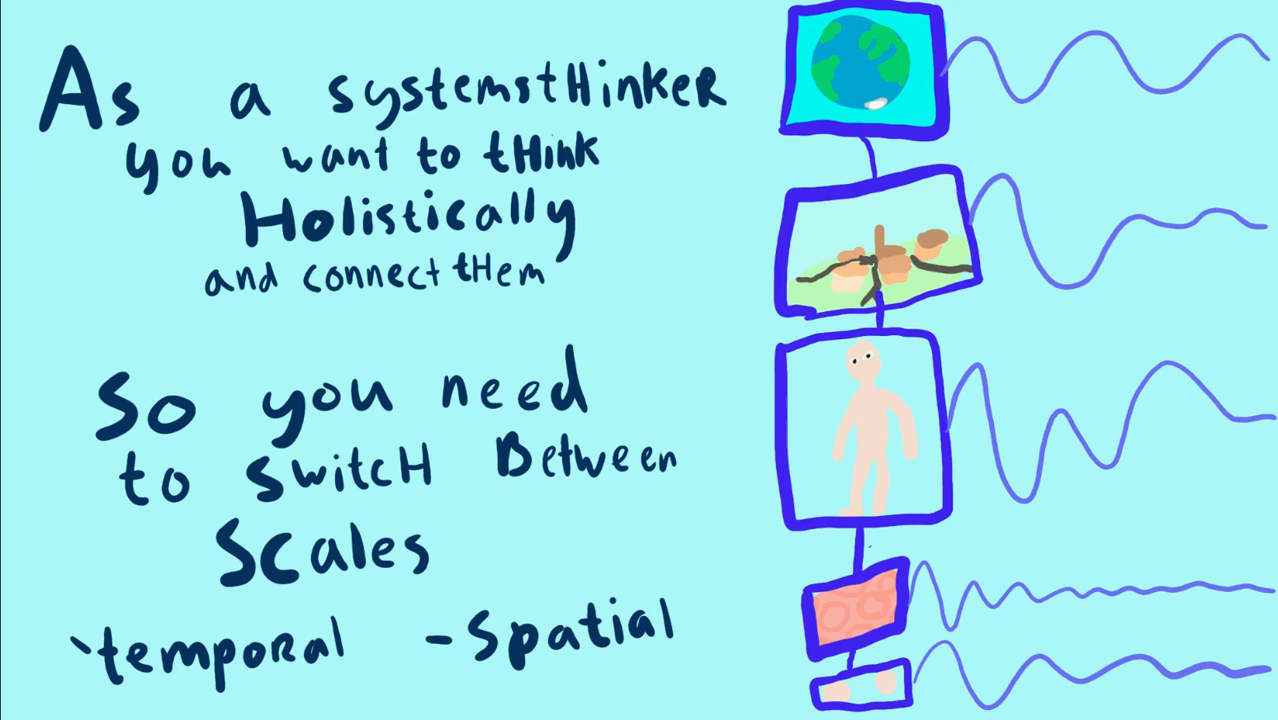 As a systemstHinkeR
you want to tHink
Holistically
and connect tHem
So you need
to switcH Between
Scales
-tempoRal -Spatial